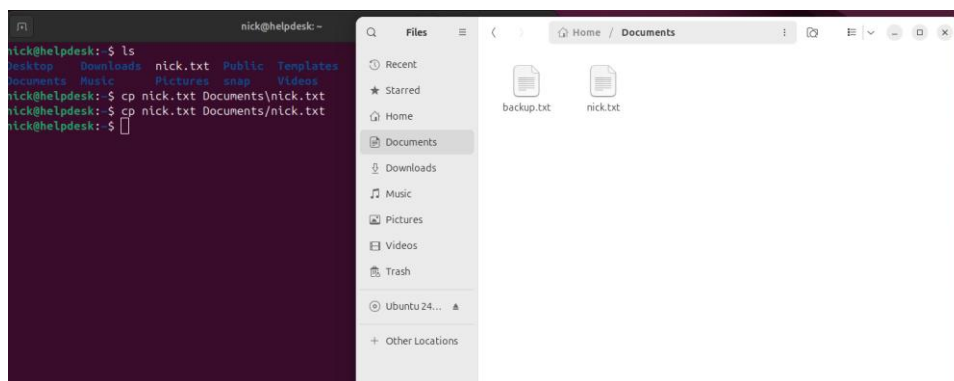 nick@helpdesk: ~
nick@helpdesk:~$ ls
Desktop Downloads nick.txt Public Templates
Documents Music Pictures snap Videos
nick@helpdesk:~$ cp nick.txt Documents\nick.txt
nick@helpdesk:~$ cp nick.txt Documents/nick.txt
nick@helpdesk:~$
Files
Recent
Starred
Home
Documents
Downloads
Music
Pictures
Videos
Trash
Ubuntu 24...
+ Other Locations
Home / Documents
backup.txt nick.txt